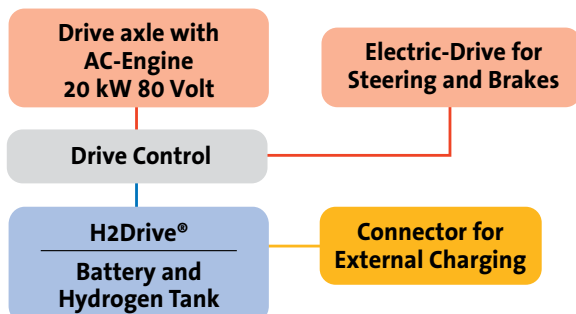 Drive axle with
AC-Engine
20 kW 80 Volt
Electric-Drive for
Steering and Brakes
Drive Control
H2Drive®
Battery and
Hydrogen Tank
Connector for
External Charging